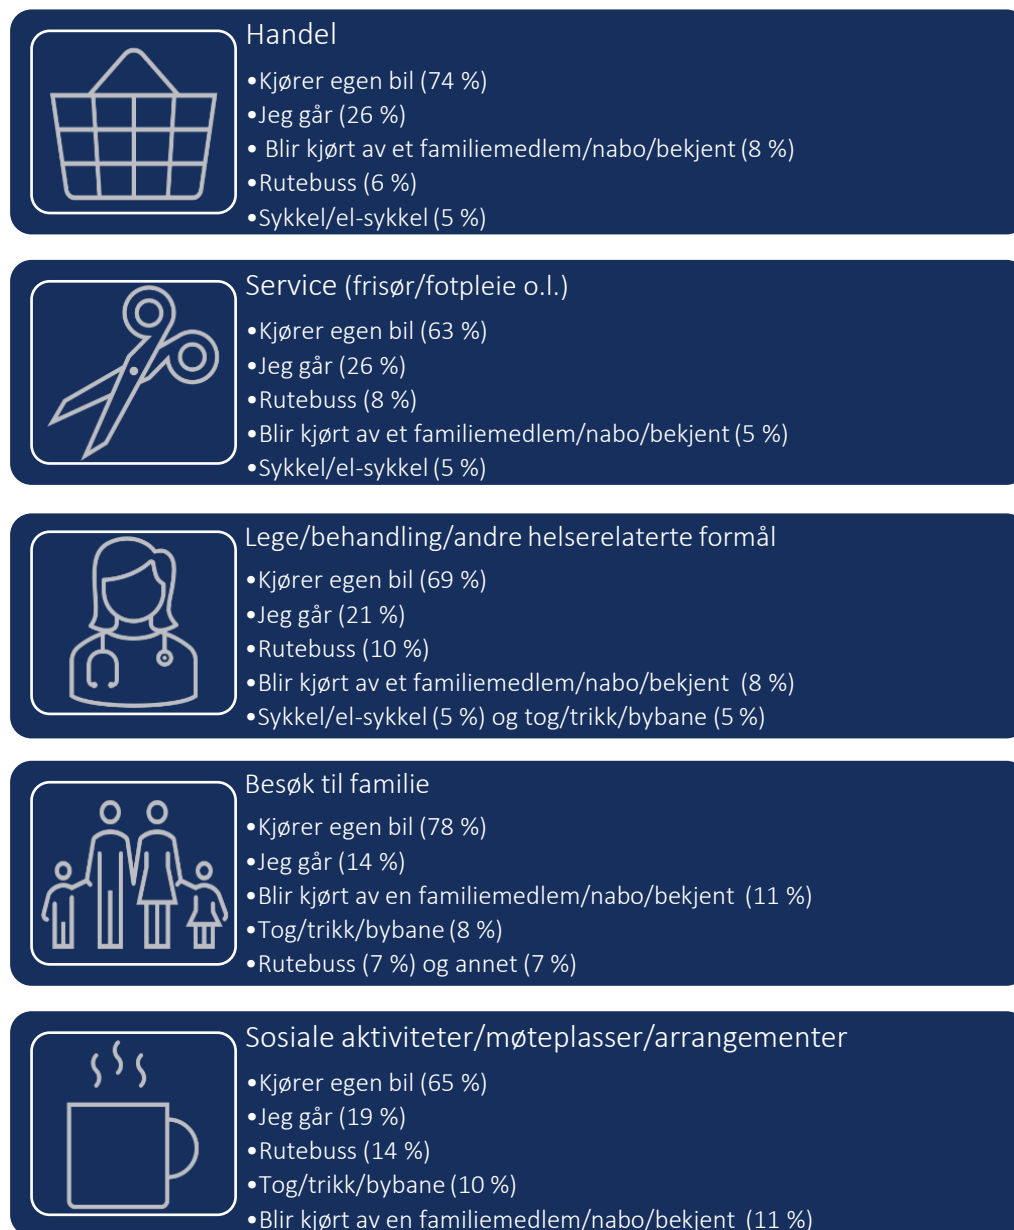 Handel
•Kjører egen bil (74 %)
•Jeg går (26 %)
• Blir kjørt av et familiemedlem/nabo/bekjent (8 %)
•Rutebuss (6 %)
•Sykkel/el-sykkel (5 %)
Service (frisør/fotpleie o.l.)
•Kjører egen bil (63 %)
•Jeg går (26 %)
•Rutebuss (8 %)
•Blir kjørt av et familiemedlem/nabo/bekjent (5 %)
•Sykkel/el-sykkel (5 %)
Lege/behandling/andre helserelaterte formål
•Kjører egen bil (69 %)
•Jeg går (21 %)
•Rutebuss (10 %)
•Blir kjørt av et familiemedlem/nabo/bekjent (8 %)
•Sykkel/el-sykkel (5 %) og tog/trikk/bybane (5 %)
Besøk til familie
•Kjører egen bil (78 %)
•Jeg går (14 %)
•Blir kjørt av en familiemedlem/nabo/bekjent (11 %)
•Tog/trikk/bybane (8 %)
•Rutebuss (7 %) og annet (7 %)
Sosiale aktiviteter/møteplasser/arrangementer
•Kjører egen bil (65 %)
•Jeg går (19 %)
•Rutebuss (14 %)
•Tog/trikk/bybane (10 %)
•Blir kjørt av en familiemedlem/nabo/bekjent (11 %)